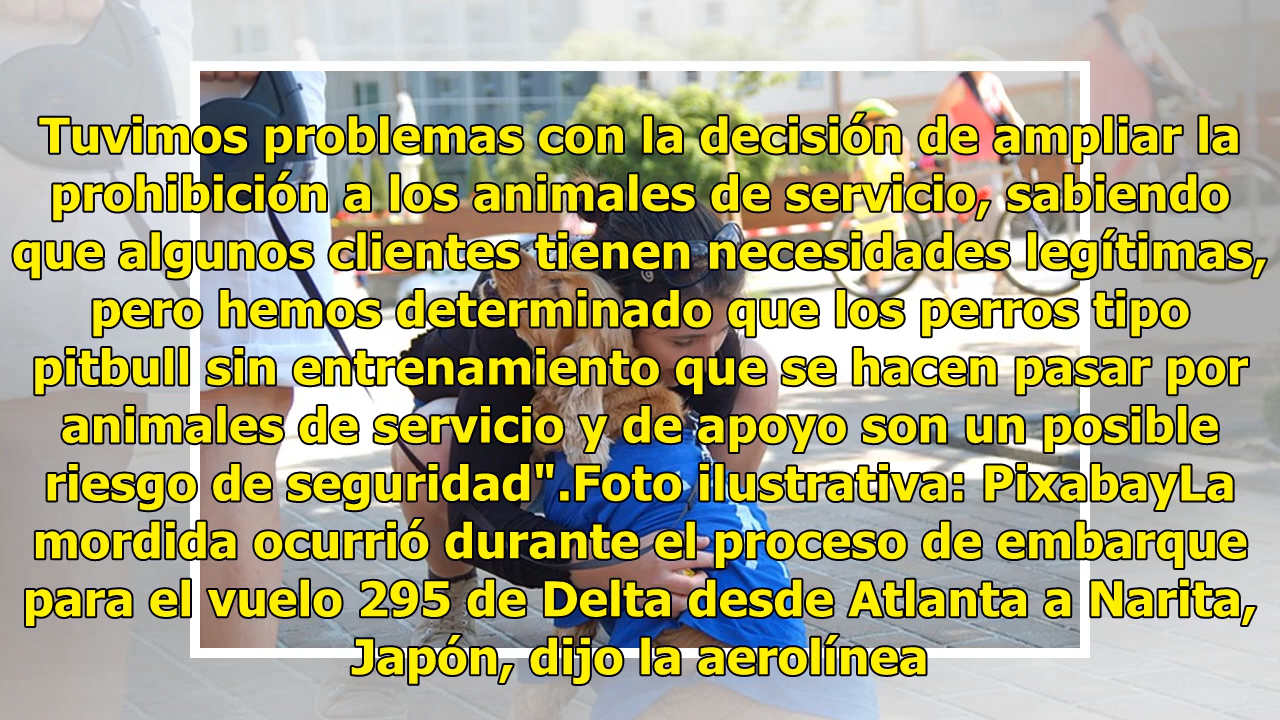 Tuvimos problemas con la decisión de ampliar la
prohibición a los animales de servicio, sabiendo
que algunos clientes tienen necesidades legítimas,
pero hemos determinado que los perros tipo
pitbull sin entrenamiento que se hacen pasar por
animales de servicio y de apoyo son un posible
riesgo de seguridad".Foto ilustrativa: PixabayLa
mordida ocurrió durante el proceso de embarque
para el vuelo 295 de Delta desde Atlanta a Narita,
Japón, dijo la aerolínea